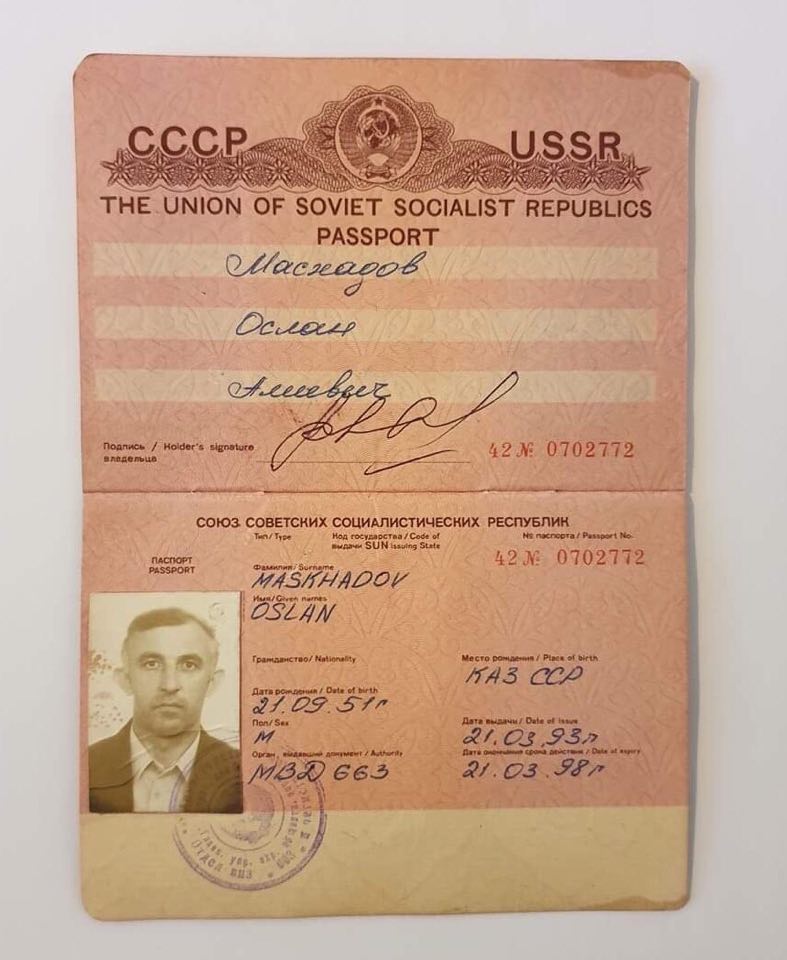 СССР USSR
THE UNION OF SOVIET SOCIALIST REPUBLICS
PASSPORT
Масхадов
Ослан
Алиевич
Подпись / Holder's signature
владельца
42 № 0702772
СОЮЗ СОВЕТСКИХ СОЦИАЛИСТИЧЕСКИХ РЕСПУБЛИК
Тип / Type Код государства / Code of № паспорта / Passport No.
выдачи SUN issuing State
42 № 0702772
ПАСПОРТ
PASSPORT
Фамилия / Surname
MASKHADOV
Имя / Given names
OSLAN
Гражданство / Nationality Место рождения / Place of birth
КАЗ ССР
Дата рождения / Date of birth
21.09.51г
Пол / Sex Дата выдачи / Date of issue
М 21.03.93г
Орган, выдавший документ / Authority Дата окончания срока действия / Date of expiry
МВД 663 21.03.98г
Отдел ВПЗ